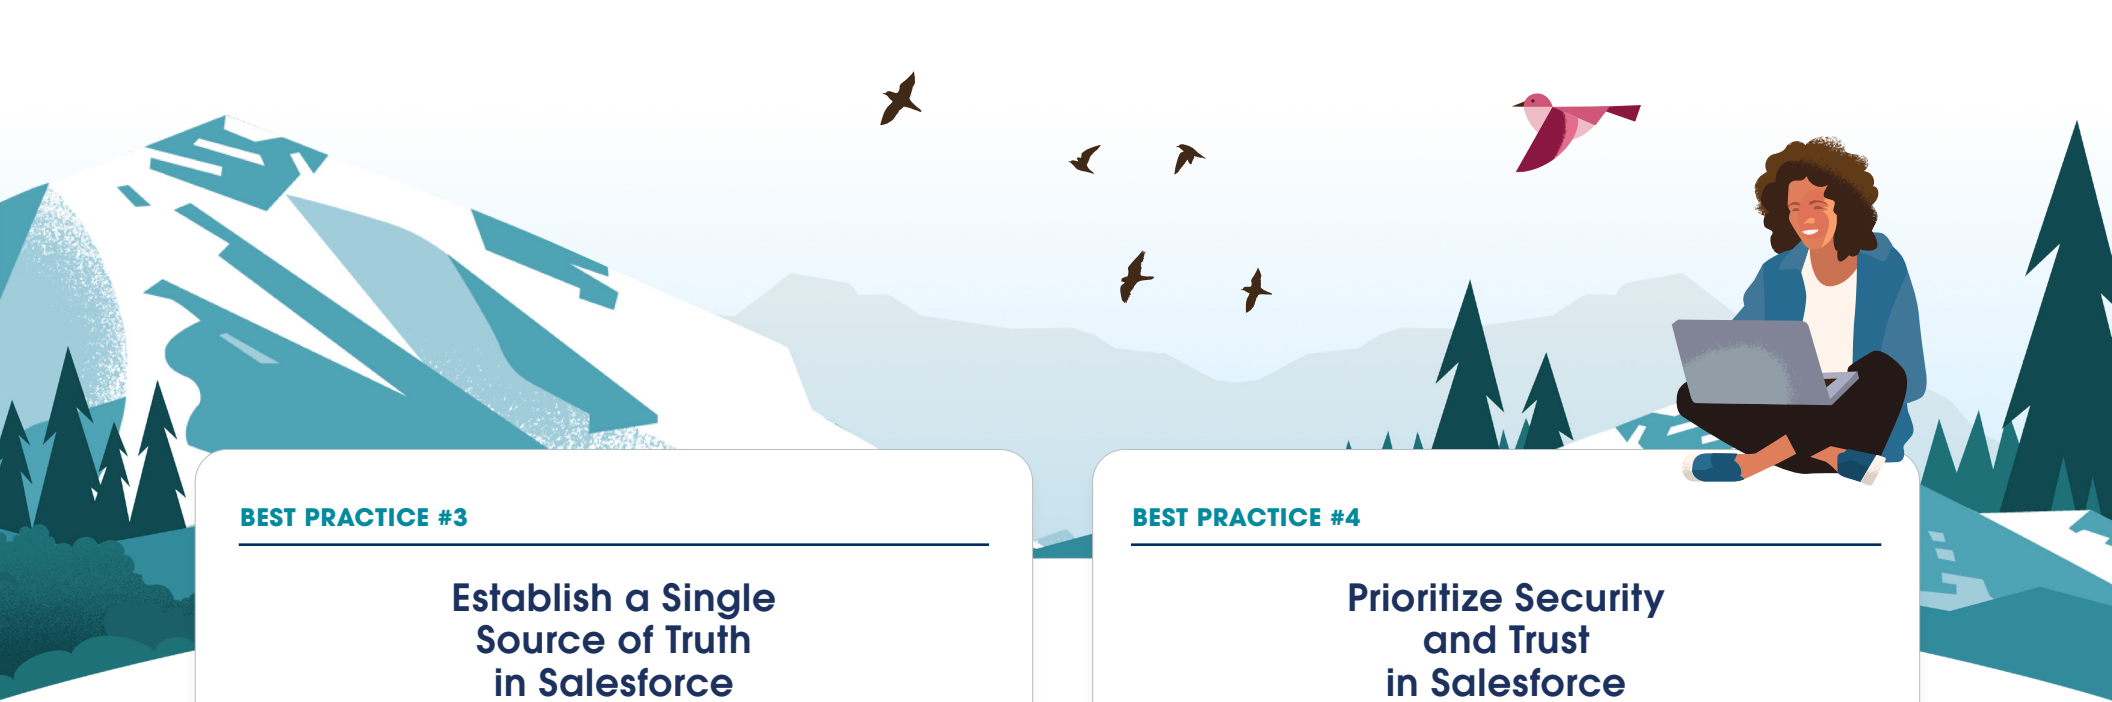 BEST PRACTICE #3
Establish a Single
Source of Truth
in Salesforce
BEST PRACTICE #4
Prioritize Security
and Trust
in Salesforce